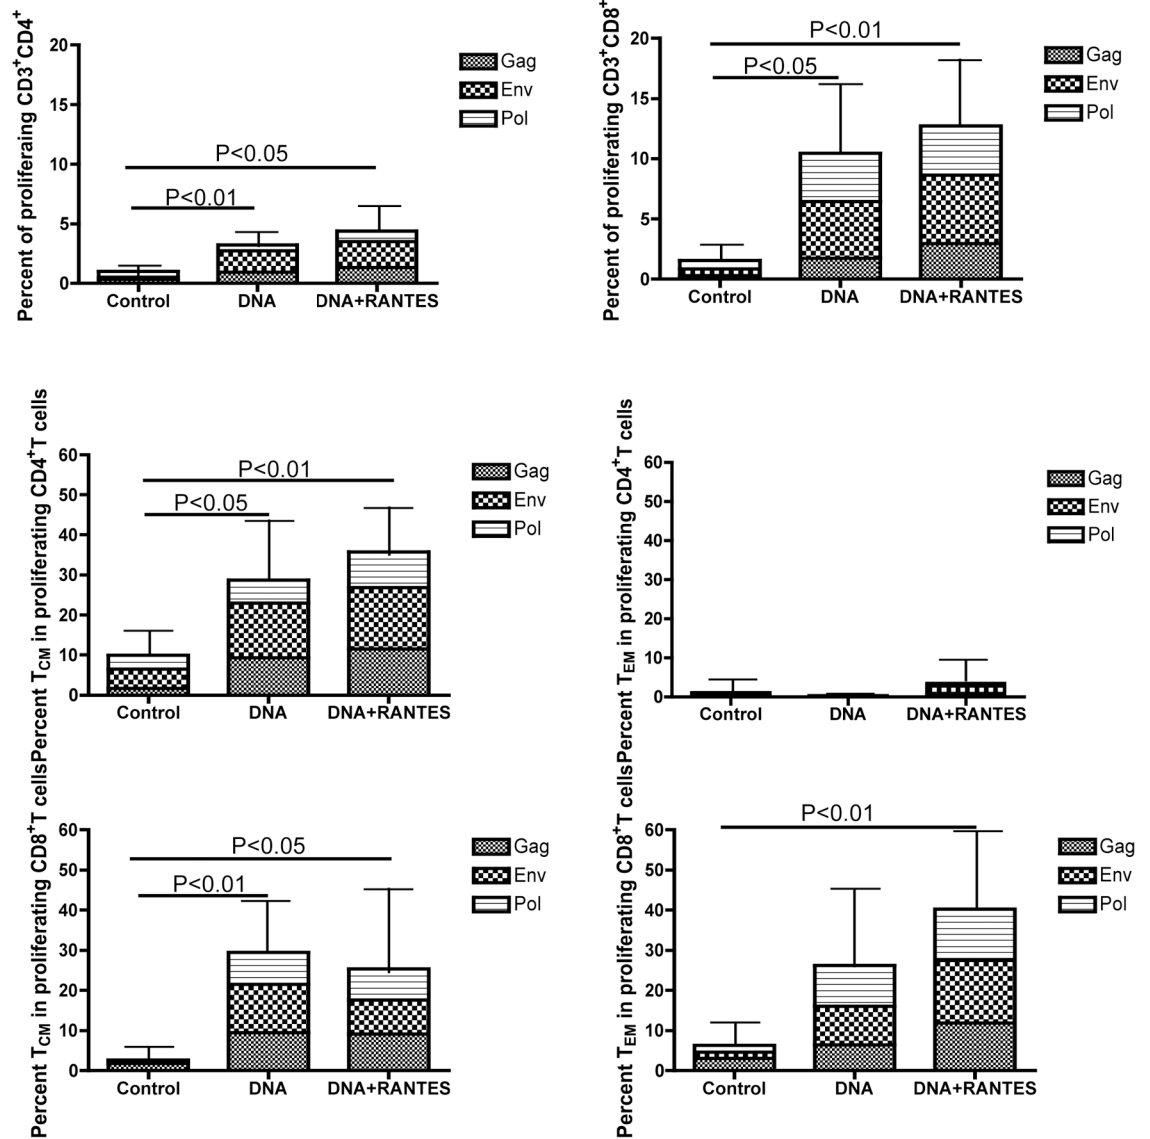 Percent of proliferaing CD3⁺CD4⁺
20
15
10
5
0
P<0.05
P<0.01
Control
DNA
DNA+RANTES
Gag
Env
Pol
Percent of proliferating CD3⁺CD8⁺
20
15
10
5
0
P<0.01
P<0.05
Control
DNA
DNA+RANTES
Gag
Env
Pol
Percent T_CM in proliferating CD4⁺T cells
60
50
40
30
20
10
0
P<0.01
P<0.05
Control
DNA
DNA+RANTES
Gag
Env
Pol
Percent T_EM in proliferating CD4⁺T cells
60
50
40
30
20
10
0
Control
DNA
DNA+RANTES
Gag
Env
Pol
Percent T_CM in proliferating CD8⁺T cells
60
50
40
30
20
10
0
P<0.05
P<0.01
Control
DNA
DNA+RANTES
Gag
Env
Pol
Percent T_EM in proliferating CD8⁺T cells
60
50
40
30
20
10
0
P<0.01
Control
DNA
DNA+RANTES
Gag
Env
Pol